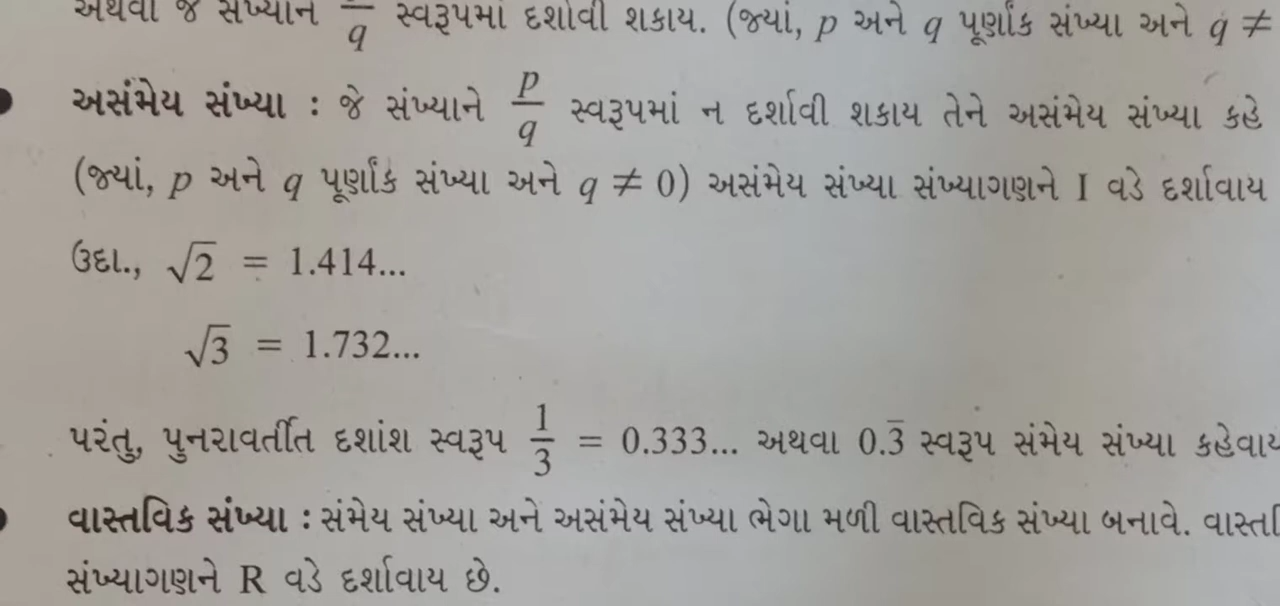 અથવા જે સંખ્યાને p/q સ્વરૂપમાં દર્શાવી શકાય. (જ્યાં, p અને q પૂર્ણાંક સંખ્યા અને q ≠
અસંમેય સંખ્યા : જે સંખ્યાને p/q સ્વરૂપમાં ન દર્શાવી શકાય તેને અસંમેય સંખ્યા કહે
(જ્યાં, p અને q પૂર્ણાંક સંખ્યા અને q ≠ 0) અસંમેય સંખ્યા સંખ્યાગણને I વડે દર્શાવાય
ઉદા., √2 = 1.414...
√3 = 1.732...
પરંતુ, પુનરાવર્તીત દશાંશ સ્વરૂપ 1/3 = 0.333... અથવા 0.3̄ સ્વરૂપ સંમેય સંખ્યા કહેવાય
વાસ્તવિક સંખ્યા : સંમેય સંખ્યા અને અસંમેય સંખ્યા ભેગા મળી વાસ્તવિક સંખ્યા બનાવે.
સંખ્યાગણને R વડે દર્શાવાય છે.